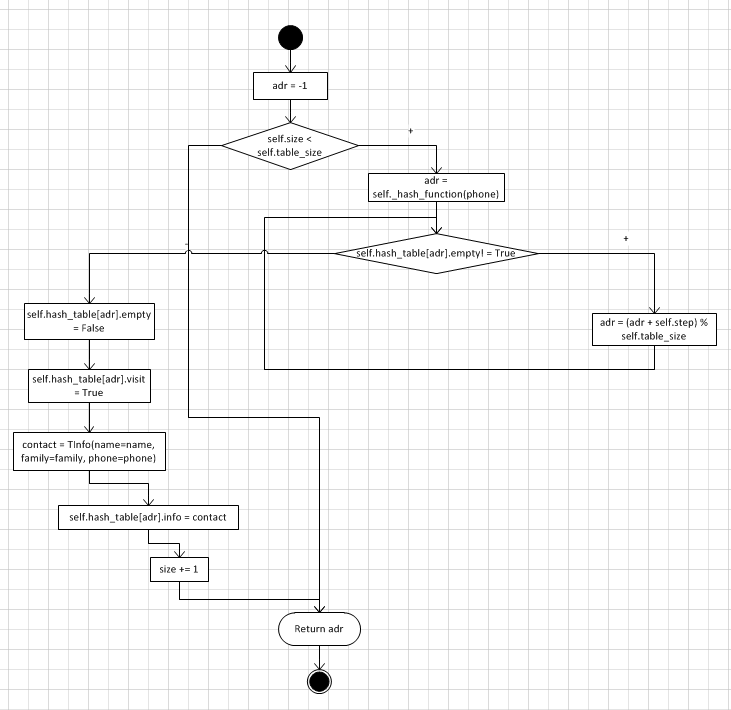 adr = -1
self.size <
self.table_size
+
adr =
self._hash_function(phone)
-
self.hash_table[adr].empty! = True
+
self.hash_table[adr].empty
= False
adr = (adr + self.step) %
self.table_size
self.hash_table[adr].visit
= True
contact = TInfo(name=name,
family=family, phone=phone)
self.hash_table[adr].info = contact
size += 1
Return adr